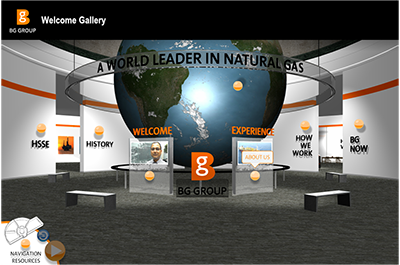 BG GROUP
Welcome Gallery
A WORLD LEADER IN NATURAL GAS
WELCOME
EXPERIENCE
HSSE
HISTORY
ABOUT US
HOW
WE
WORK
BG
NOW
BG GROUP
NAVIGATION
RESOURCES